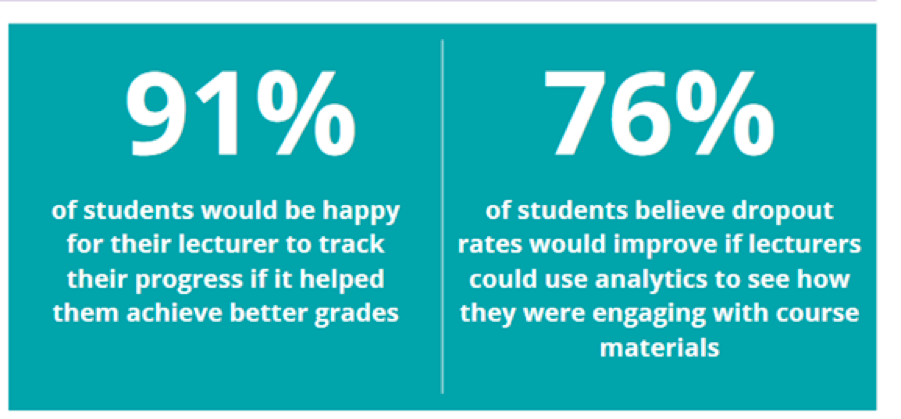 91%
of students would be happy
for their lecturer to track
their progress if it helped
them achieve better grades
76%
of students believe dropout
rates would improve if lecturers
could use analytics to see how
they were engaging with course
materials